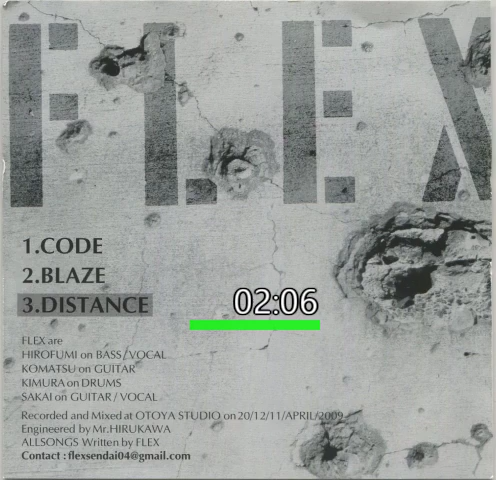 FLEX
1.CODE
2.BLAZE
3.DISTANCE
02:06
FLEX are
HIROFUMI on BASS/VOCAL
KOMATSU on GUITAR
KIMURA on DRUMS
SAKAI on GUITAR / VOCAL
Recorded and Mixed at OTOYA STUDIO on 20/12/11/APRIL/2009
Engineered by Mr.HIRUKAWA
ALLSONGS Written by FLEX
Contact : flexsendai04@gmail.com